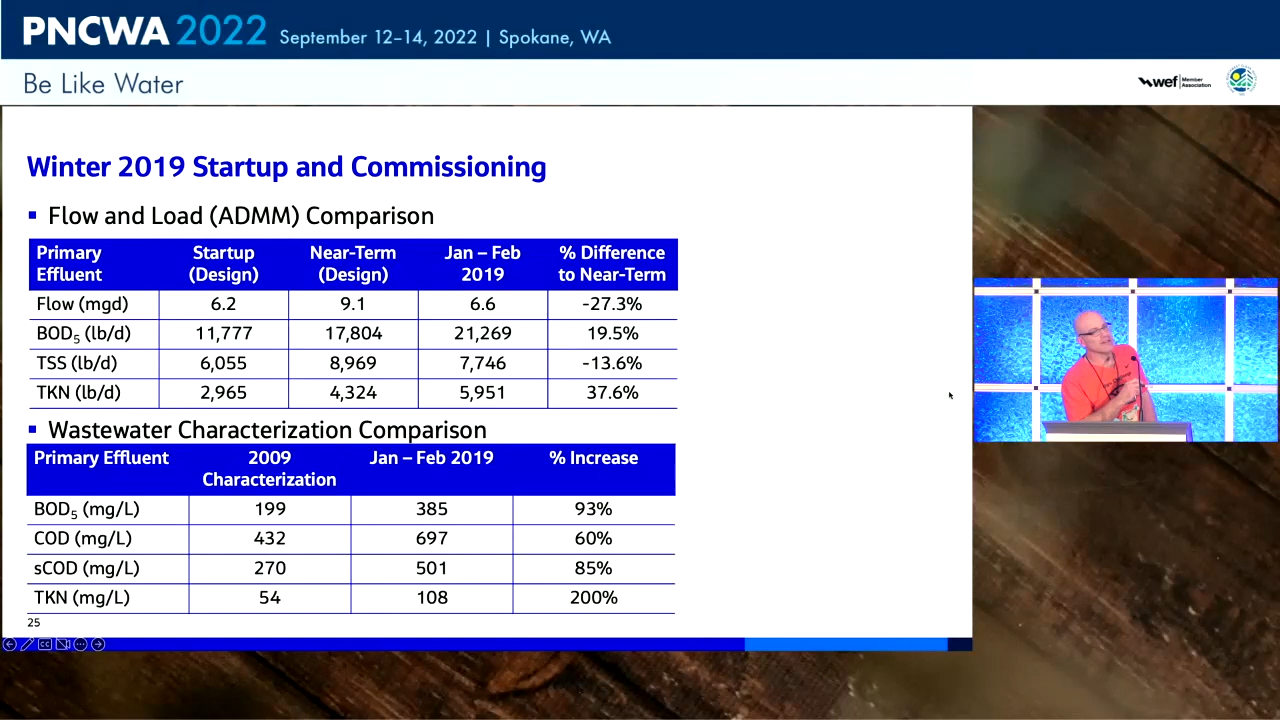 PNCWA 2022 September 12–14, 2022 | Spokane, WA
Be Like Water
wef Member Association
Winter 2019 Startup and Commissioning
▪ Flow and Load (ADMM) Comparison
Primary Effluent Startup (Design) Near-Term (Design) Jan – Feb 2019 % Difference to Near-Term
Flow (mgd) 6.2 9.1 6.6 -27.3%
BOD₅ (lb/d) 11,777 17,804 21,269 19.5%
TSS (lb/d) 6,055 8,969 7,746 -13.6%
TKN (lb/d) 2,965 4,324 5,951 37.6%
▪ Wastewater Characterization Comparison
Primary Effluent 2009 Characterization Jan – Feb 2019 % Increase
BOD₅ (mg/L) 199 385 93%
COD (mg/L) 432 697 60%
sCOD (mg/L) 270 501 85%
TKN (mg/L) 54 108 200%
25